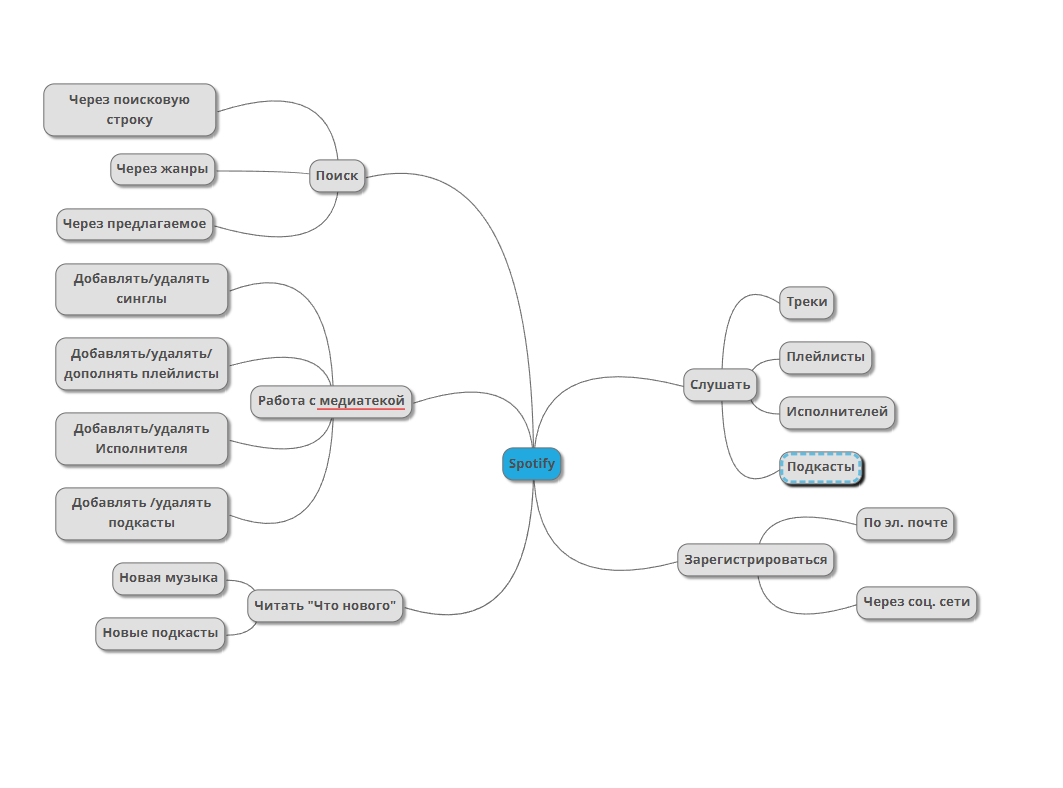 Через поисковую
строку
Через жанры
Поиск
Через предлагаемое
Добавлять/удалять
синглы
Добавлять/удалять/
дополнять плейлисты
Работа с медиатекой
Добавлять/удалять
Исполнителя
Добавлять /удалять
подкасты
Новая музыка
Читать "Что нового"
Новые подкасты
Spotify
Треки
Плейлисты
Слушать
Исполнителей
Подкасты
По эл. почте
Зарегистрироваться
Через соц. сети